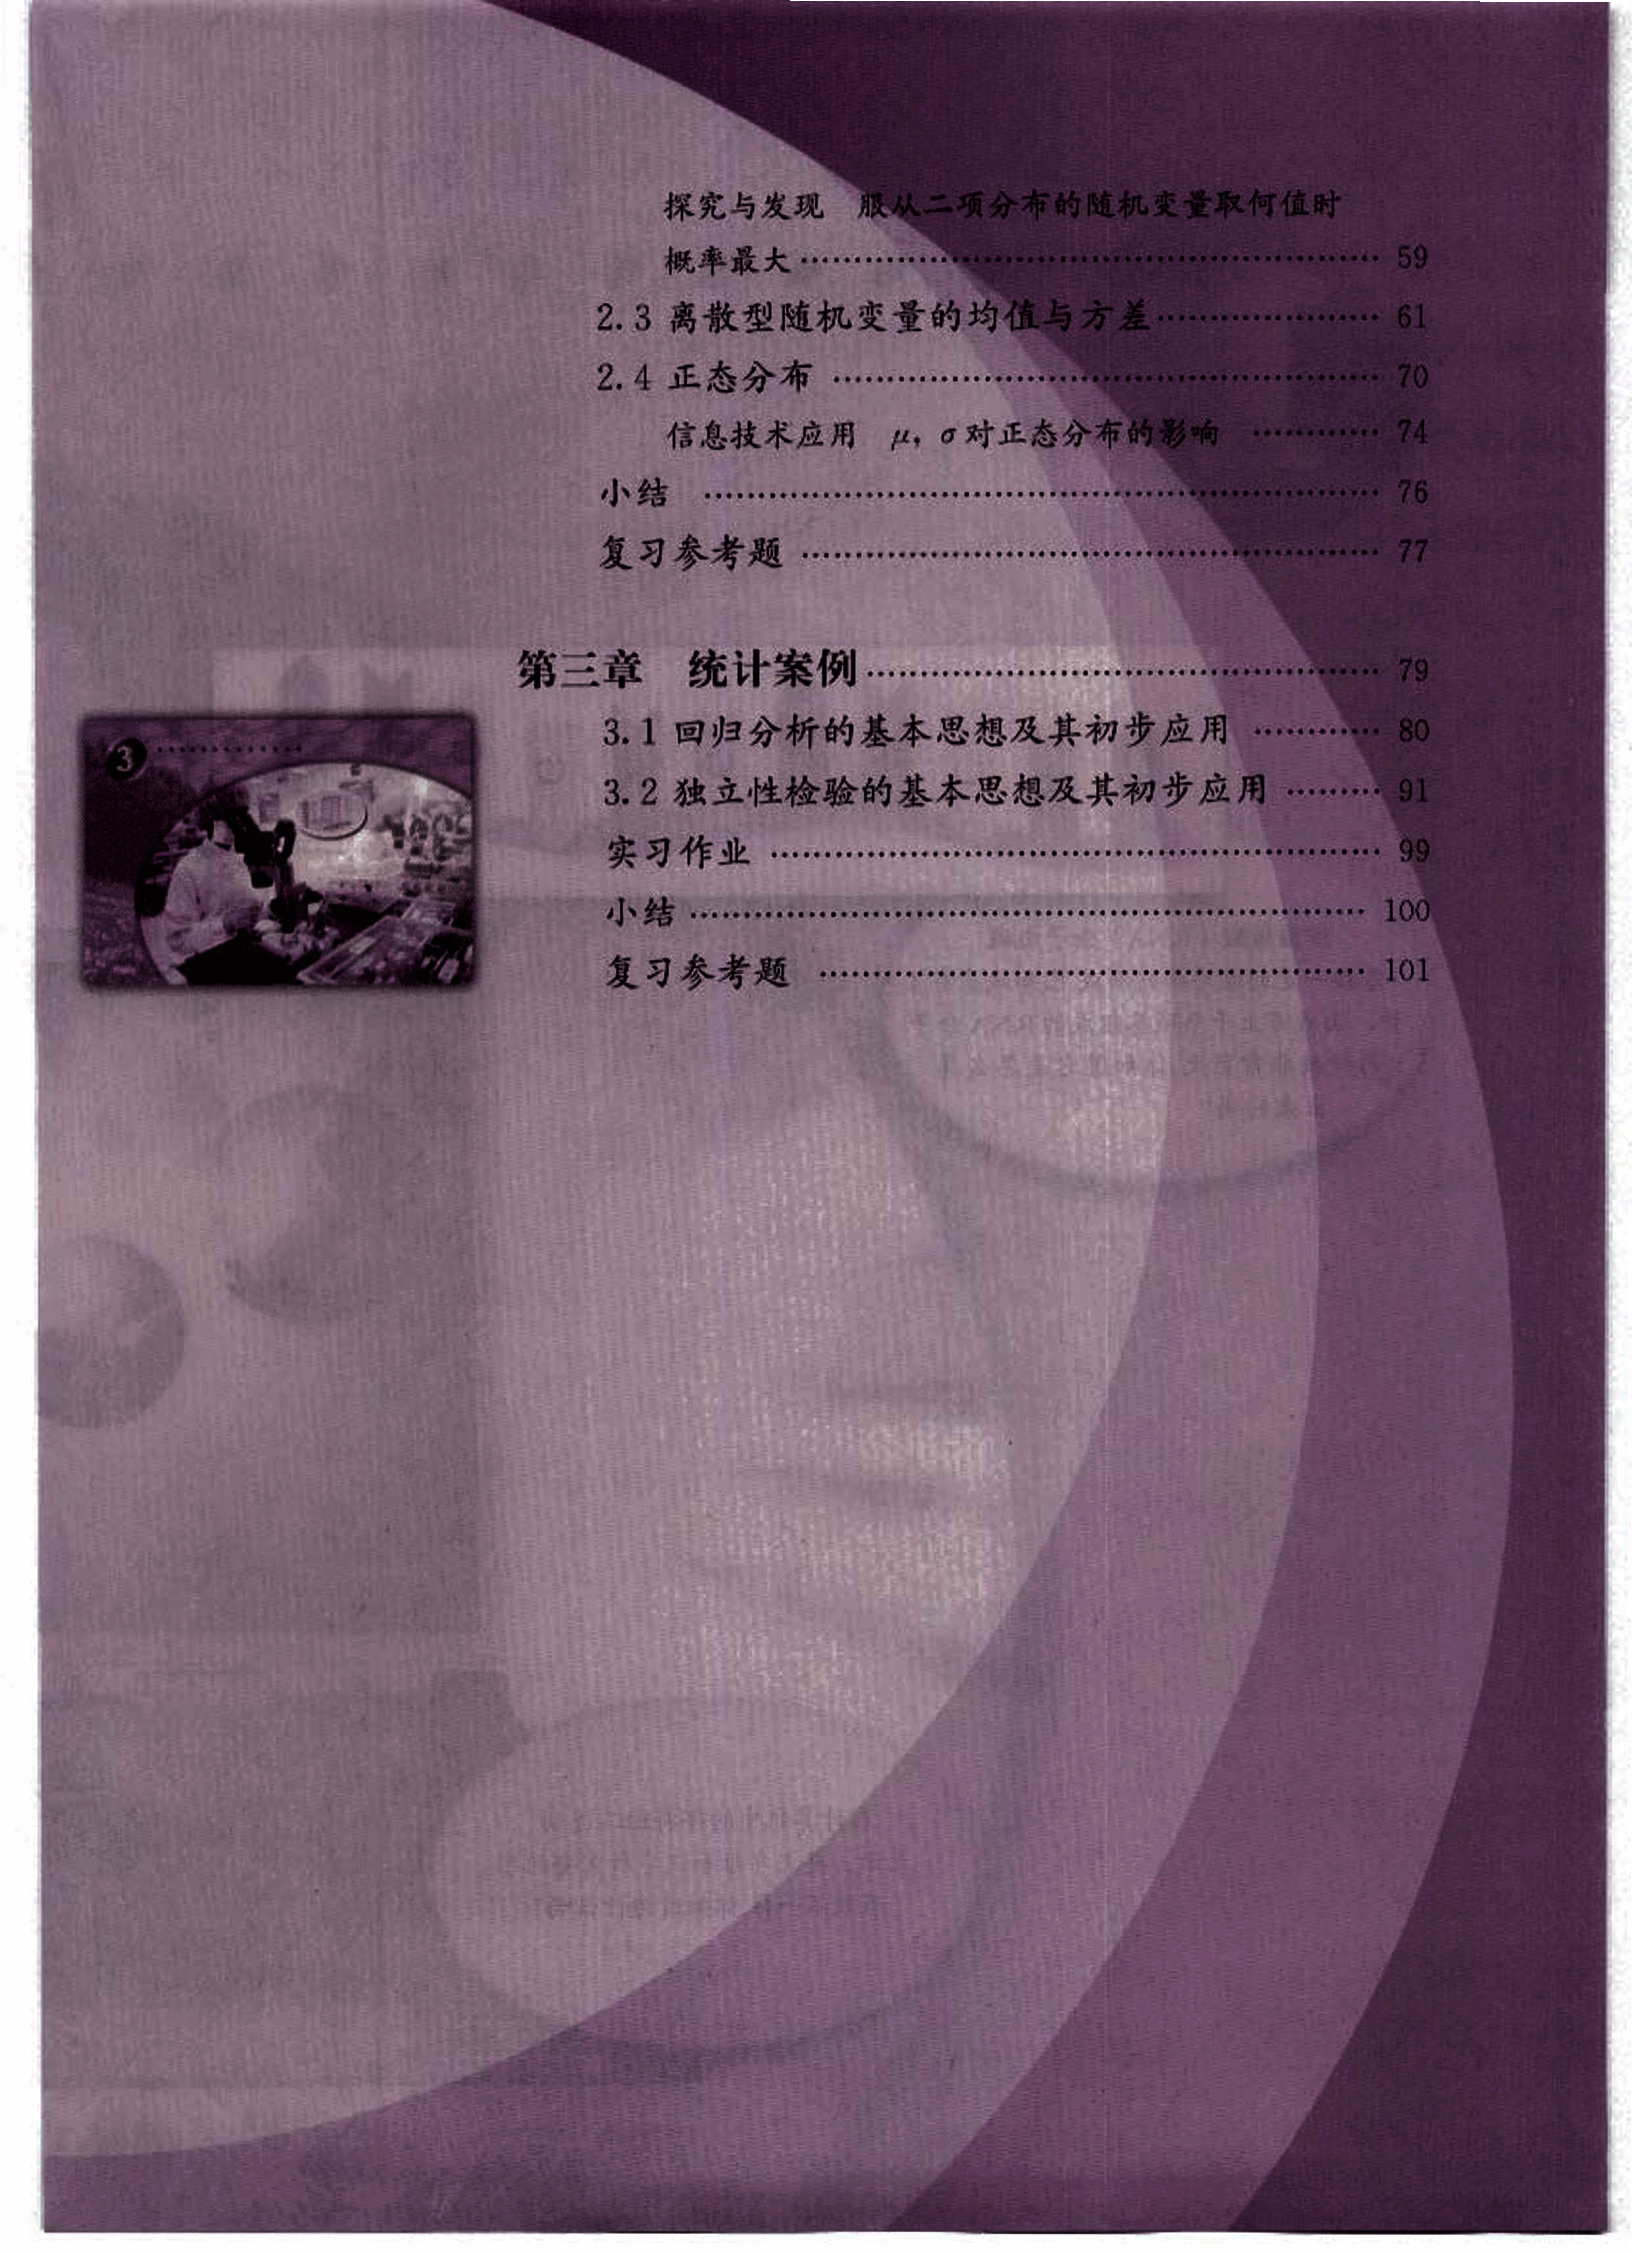 探究与发现 服从二项分布的随机变量取何值时
概率最大 …………………………………………………… 59
2.3 离散型随机变量的均值与方差 ………………… 61
2.4 正态分布 ………………………………………………… 70
信息技术应用 μ, σ对正态分布的影响 ………… 74
小结 …………………………………………………………… 76
复习参考题 …………………………………………………… 77
第三章 统计案例 …………………………………………… 79
3.1 回归分析的基本思想及其初步应用 ………… 80
3.2 独立性检验的基本思想及其初步应用 ……… 91
实习作业 ……………………………………………………… 99
小结 …………………………………………………………… 100
复习参考题 ………………………………………………… 101
3